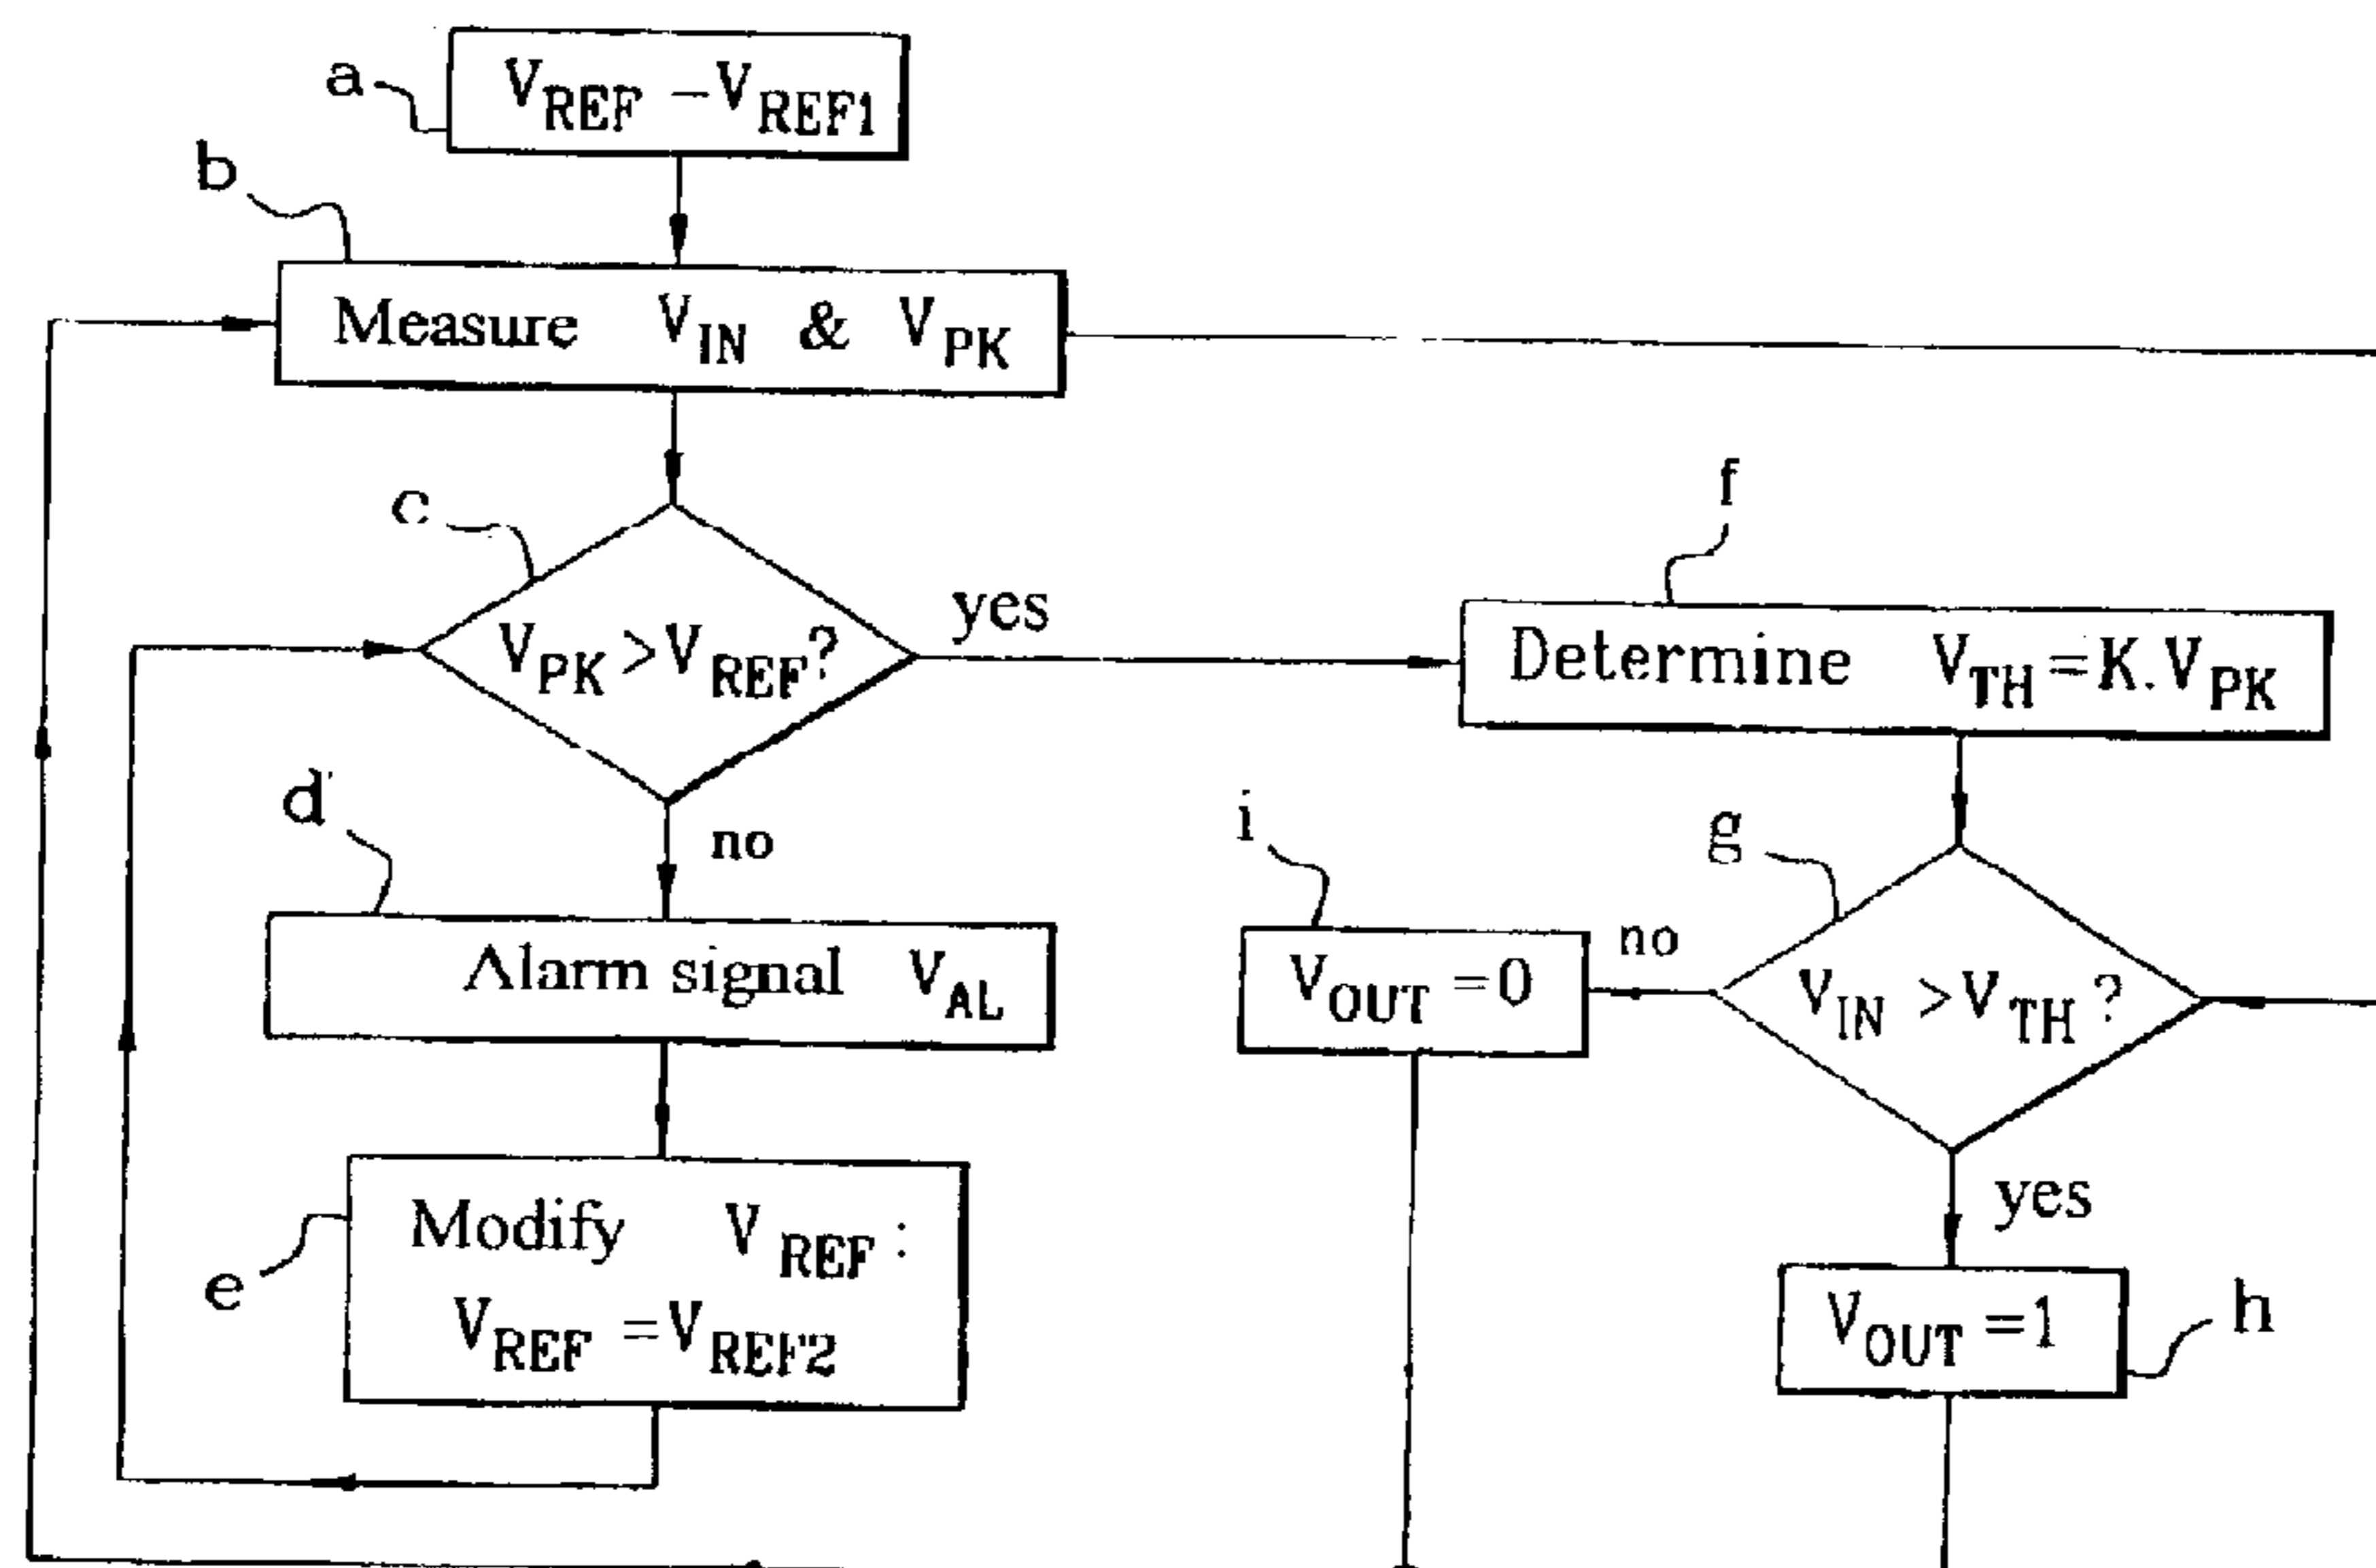 a
V_REF – V_REF1
b
Measure V_IN & V_PK
c
V_PK > V_REF ?
yes
no
f
Determine V_TH = K. V_PK
d
Alarm signal V_AL
i
V_OUT = 0
no
g
V_IN > V_TH ?
yes
e
Modify V_REF :
V_REF = V_REF2
V_OUT = 1
h